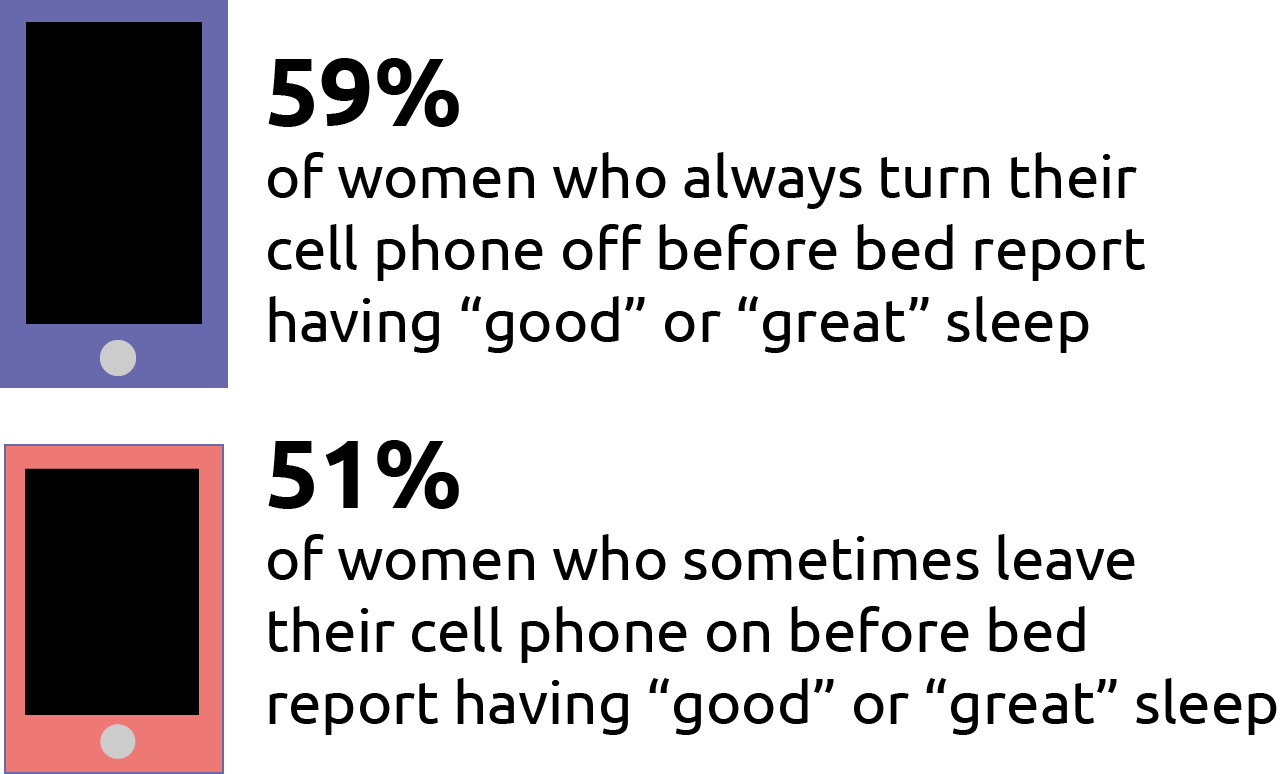 59%
of women who always turn their
cell phone off before bed report
having “good” or “great” sleep
51%
of women who sometimes leave
their cell phone on before bed
report having “good” or “great” sleep